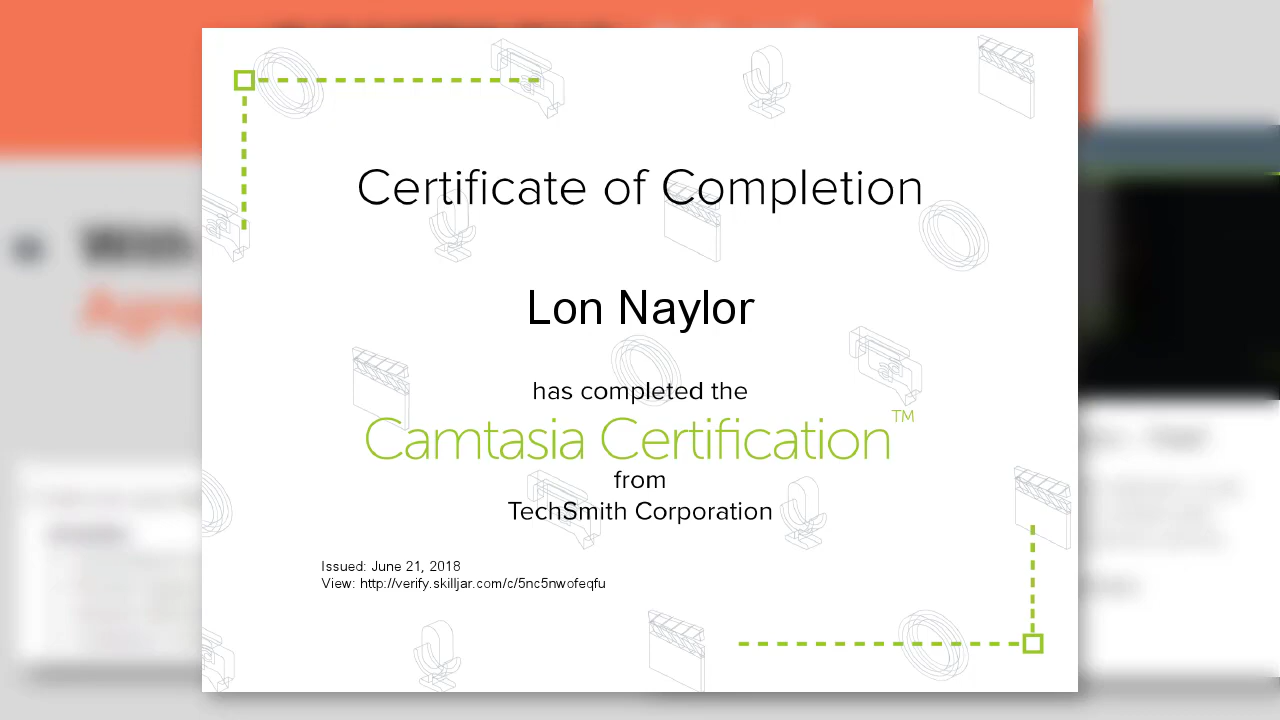 Certificate of Completion
Lon Naylor
has completed the
Camtasia Certification™
from
TechSmith Corporation
Issued: June 21, 2018
View: http://verify.skilljar.com/c/5nc5nwofeqfu
With